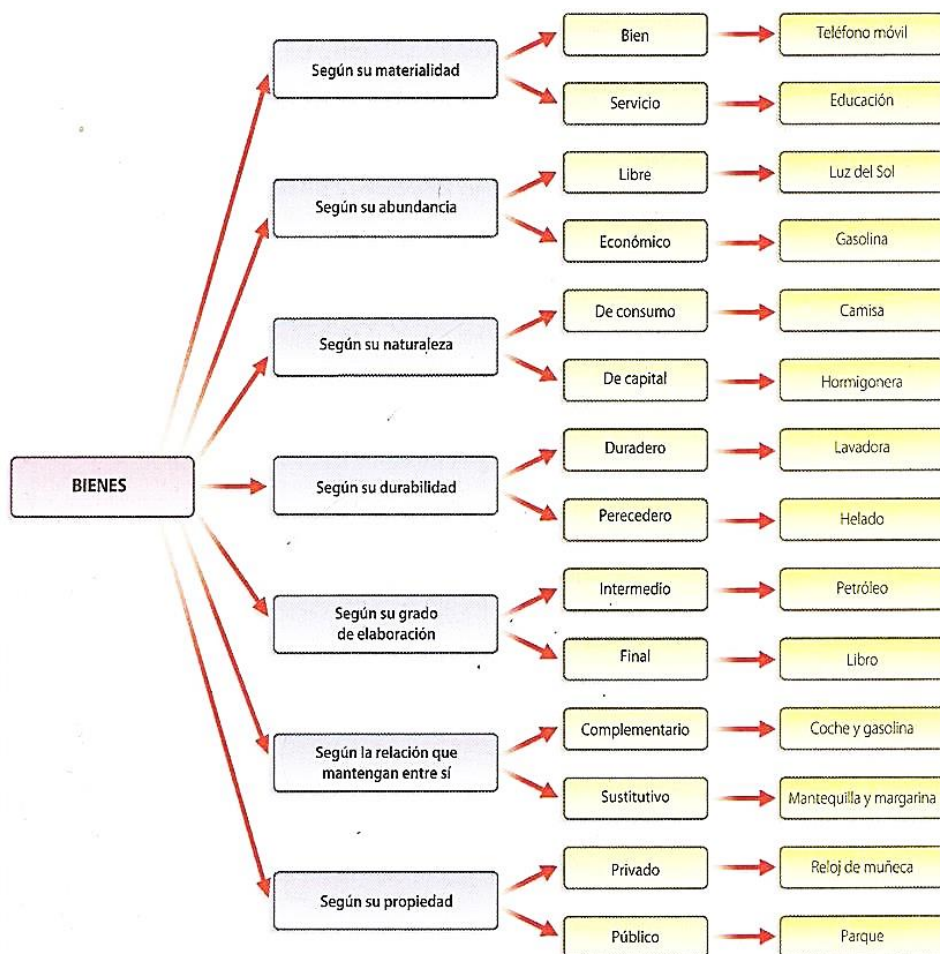 BIENES
Según su materialidad
Bien
Teléfono móvil
Servicio
Educación
Según su abundancia
Libre
Luz del Sol
Económico
Gasolina
Según su naturaleza
De consumo
Camisa
De capital
Hormigonera
Según su durabilidad
Duradero
Lavadora
Perecedero
Helado
Según su grado
de elaboración
Intermedio
Petróleo
Final
Libro
Según la relación que
mantengan entre sí
Complementario
Coche y gasolina
Sustitutivo
Mantequilla y margarina
Según su propiedad
Privado
Reloj de muñeca
Público
Parque